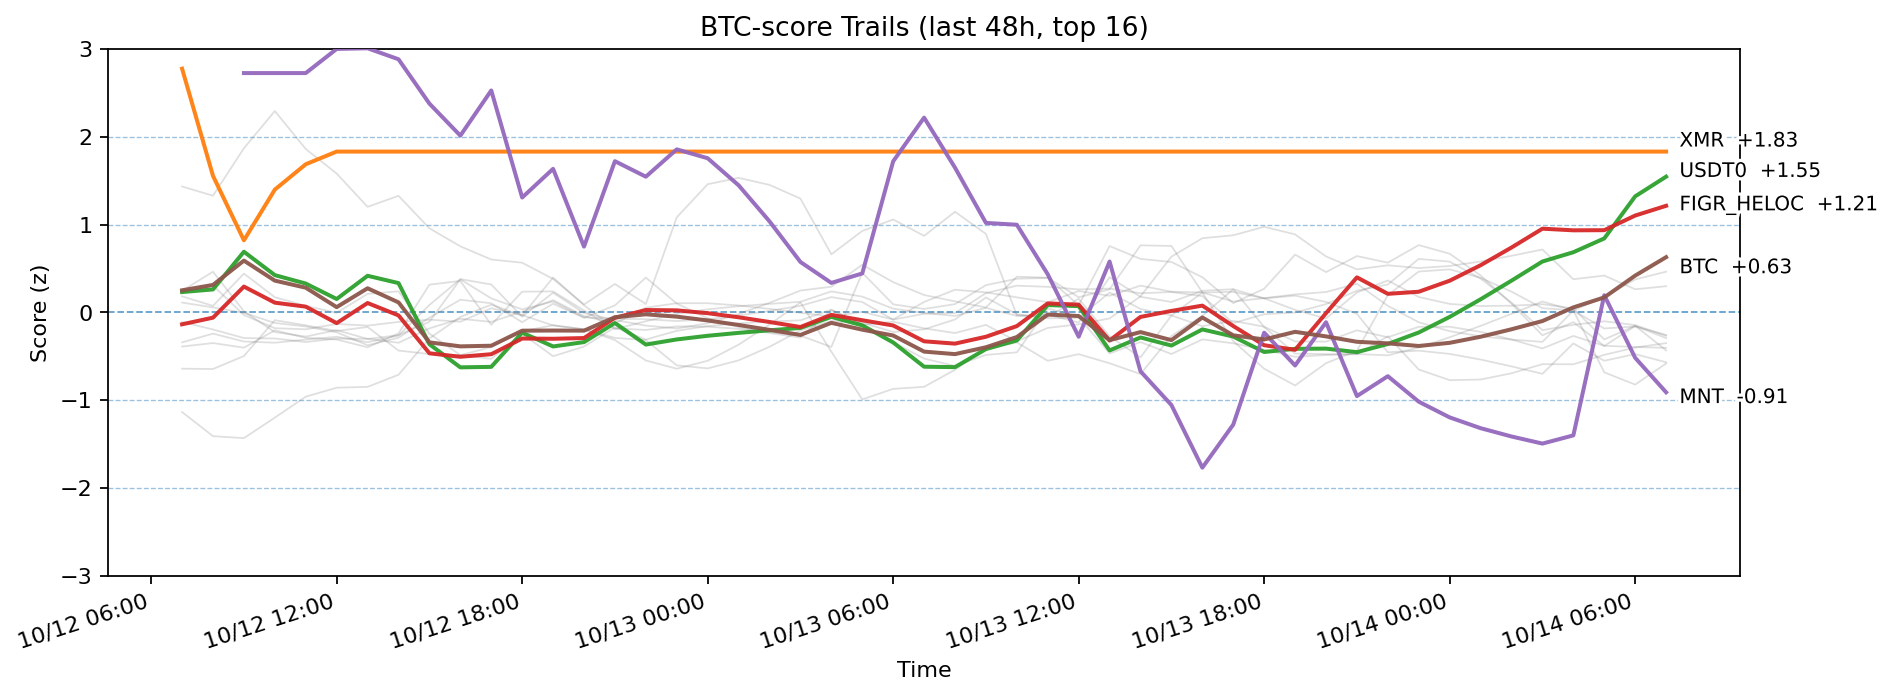 BTC-score Trails (last 48h, top 16)
3
2
1
0
−1
−2
−3
Score (z)
XMR +1.83
USDT0 +1.55
FIGR_HELOC +1.21
BTC +0.63
MNT -0.91
10/12 06:00
10/12 12:00
10/12 18:00
10/13 00:00
10/13 06:00
10/13 12:00
10/13 18:00
10/14 00:00
10/14 06:00
Time